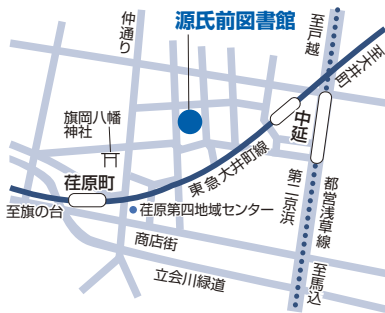 源氏前図書館
仲通り
至戸越
至大井町
旗岡八幡
神社
中延
荏原町
東急大井町線
至旗の台
荏原第四地域センター
第二京浜
都営浅草線
商店街
立会川緑道
至馬込